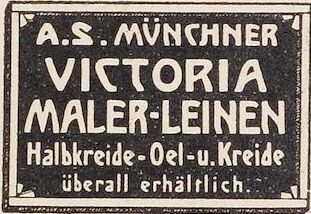 A.S. MÜNCHNER
VICTORIA
MALER-LEINEN
Halbkreide-Oel-u. Kreide
überall erhältlich.